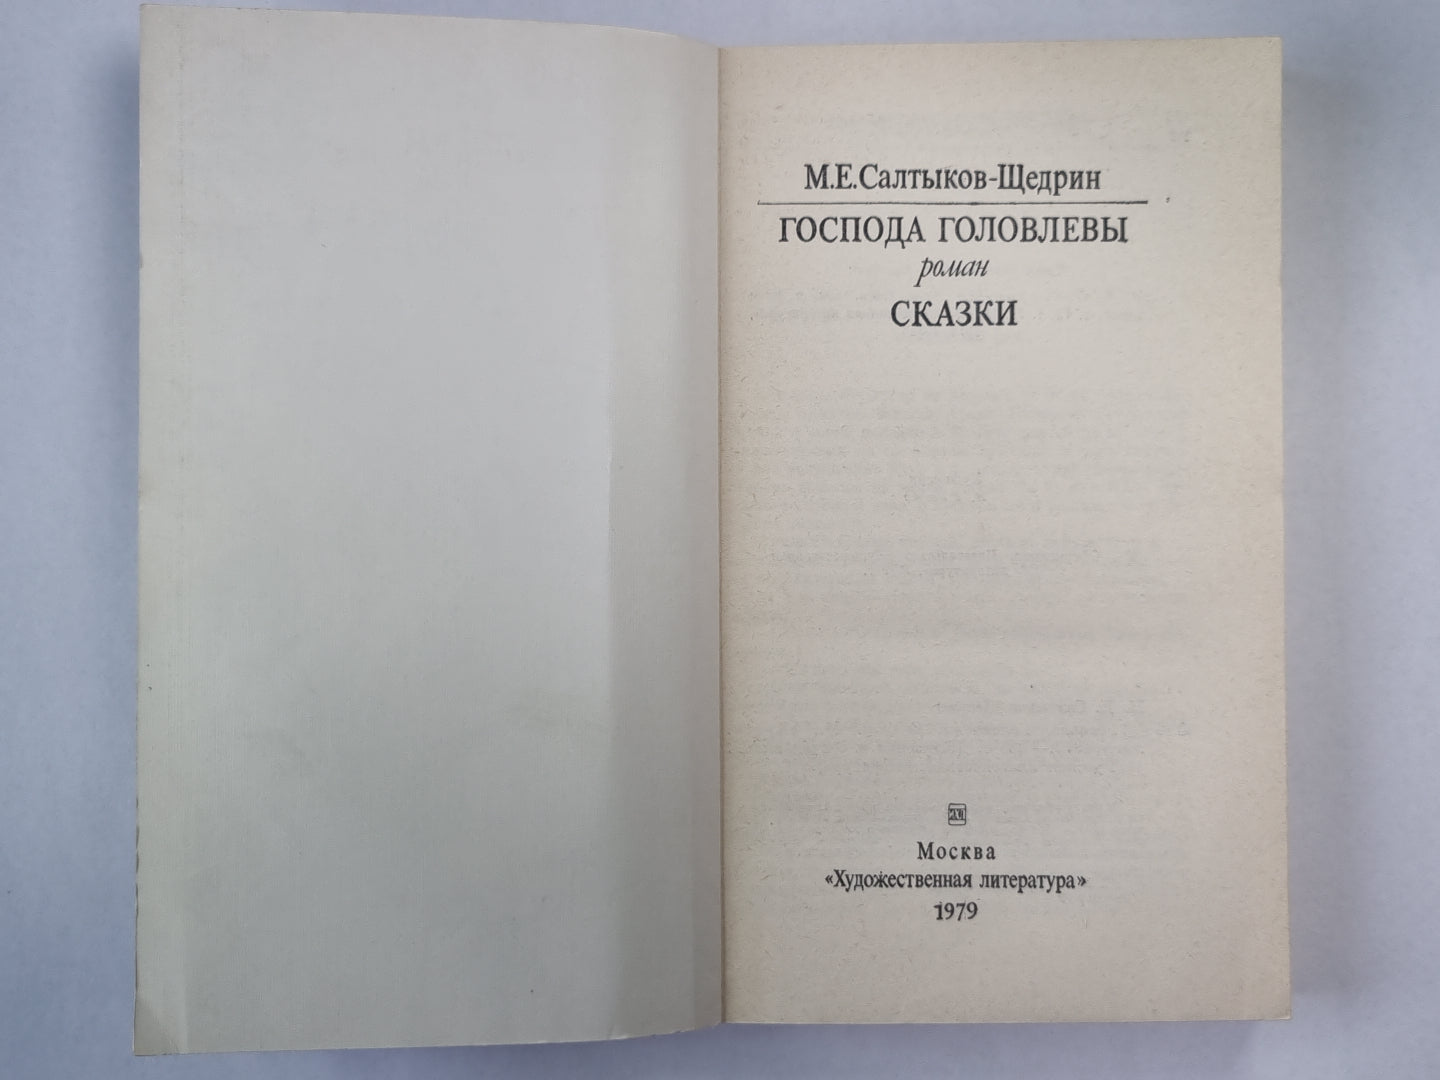 М.Е.Салтыков-Щедрин
ГОСПОДА ГОЛОВЛЕВЫ
роман
СКАЗКИ
Москва
«Художественная литература»
1979